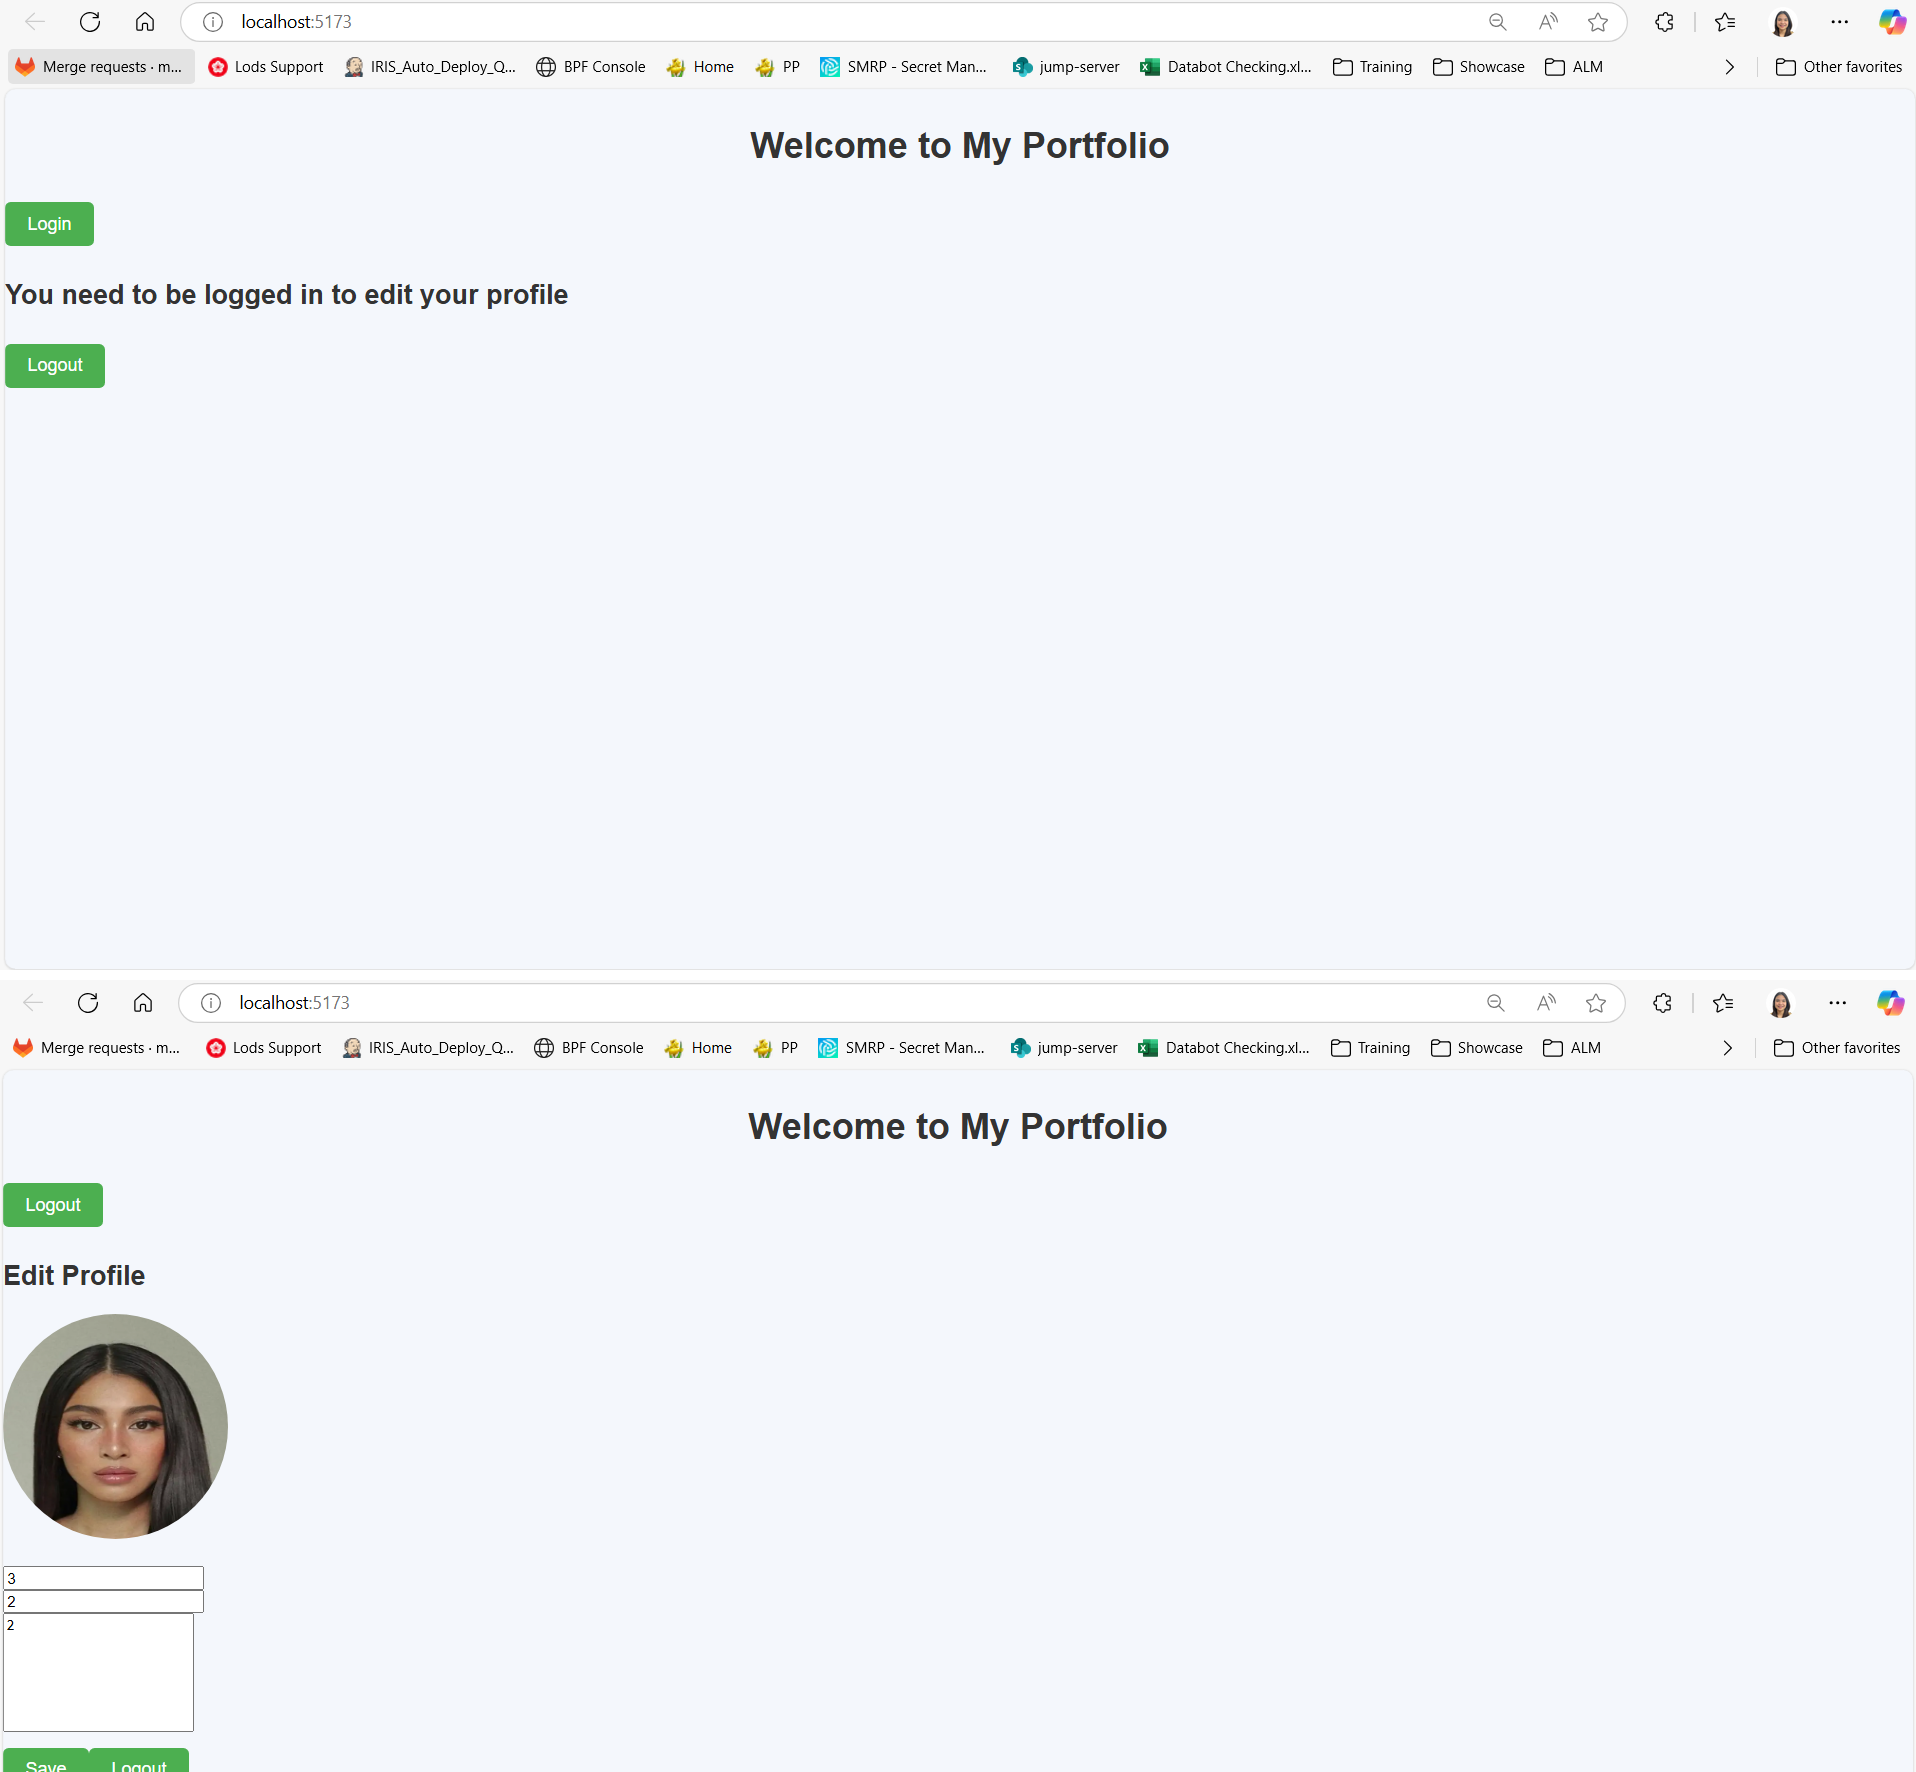 localhost:5173
Merge requests · m... Lods Support IRIS_Auto_Deploy_Q... BPF Console Home PP SMRP - Secret Man... jump-server Databot Checking.xl... Training Showcase ALM Other favorites
Welcome to My Portfolio
Login
You need to be logged in to edit your profile
Logout
localhost:5173
Merge requests · m... Lods Support IRIS_Auto_Deploy_Q... BPF Console Home PP SMRP - Secret Man... jump-server Databot Checking.xl... Training Showcase ALM Other favorites
Welcome to My Portfolio
Logout
Edit Profile
3
2
2
Save Logout